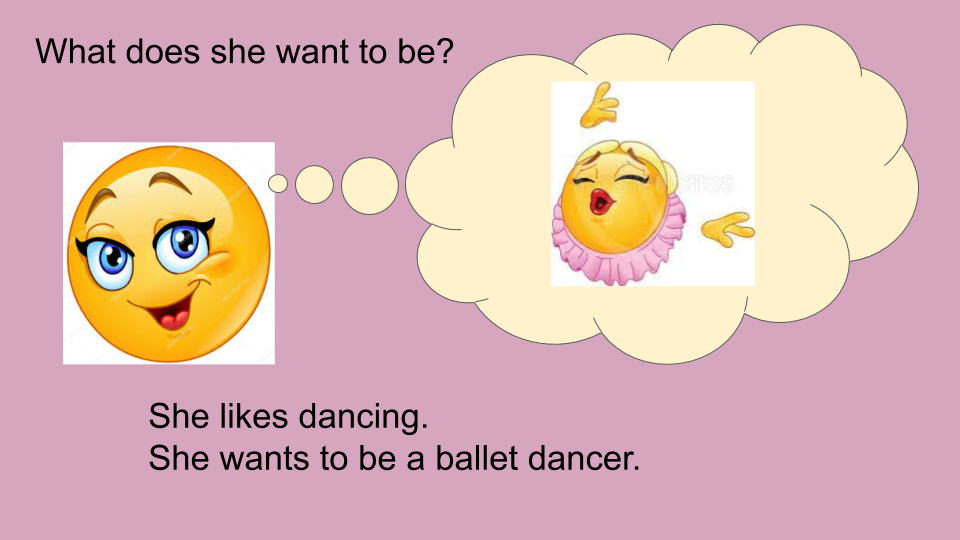 What does she want to be?
She likes dancing.
She wants to be a ballet dancer.